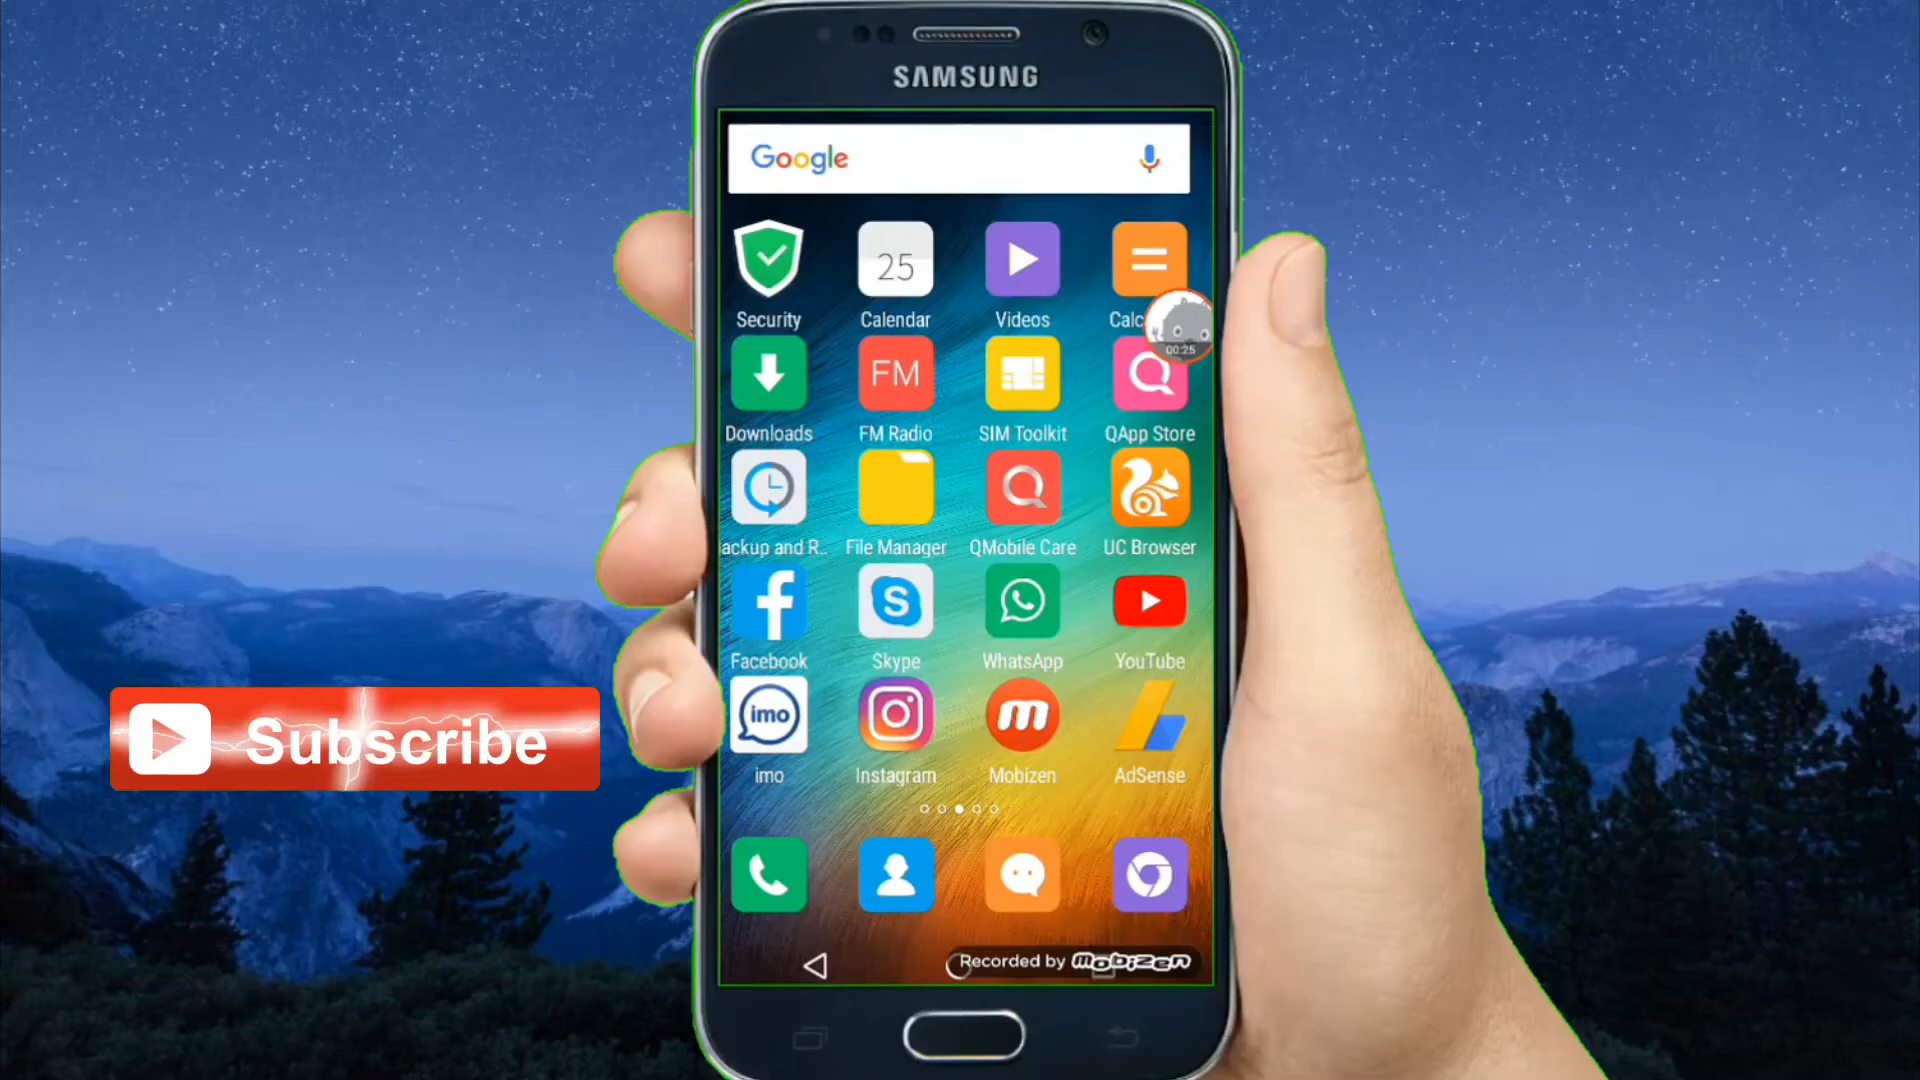 SAMSUNG
Google
25
Security
Calendar
Videos
Calc
00:25
FM
Downloads
FM Radio
SIM Toolkit
QApp Store
ackup and R..
File Manager
QMobile Care
UC Browser
Facebook
Skype
WhatsApp
YouTube
Subscribe
imo
imo
Instagram
Mobizen
AdSense
Recorded by mobizen